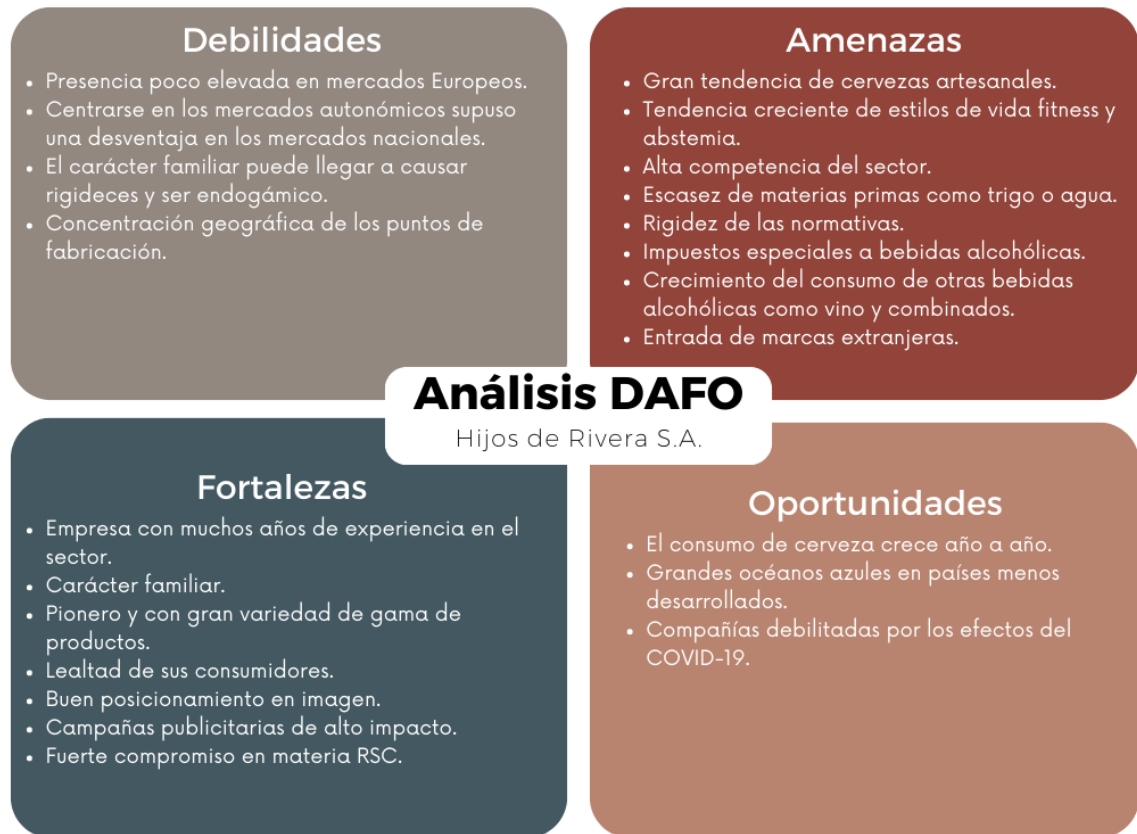 Debilidades
• Presencia poco elevada en mercados Europeos.
• Centrarse en los mercados autonómicos supuso
una desventaja en los mercados nacionales.
• El carácter familiar puede llegar a causar
rigideces y ser endogámico.
• Concentración geográfica de los puntos de
fabricación.
Amenazas
• Gran tendencia de cervezas artesanales.
• Tendencia creciente de estilos de vida fitness y
abstemia.
• Alta competencia del sector.
• Escasez de materias primas como trigo o agua.
• Rigidez de las normativas.
• Impuestos especiales a bebidas alcohólicas.
• Crecimiento del consumo de otras bebidas
alcohólicas como vino y combinados.
• Entrada de marcas extranjeras.
Análisis DAFO
Hijos de Rivera S.A.
Fortalezas
• Empresa con muchos años de experiencia en el
sector.
• Carácter familiar.
• Pionero y con gran variedad de gama de
productos.
• Lealtad de sus consumidores.
• Buen posicionamiento en imagen.
• Campañas publicitarias de alto impacto.
• Fuerte compromiso en materia RSC.
Oportunidades
• El consumo de cerveza crece año a año.
• Grandes océanos azules en países menos
desarrollados.
• Compañías debilitadas por los efectos del
COVID-19.